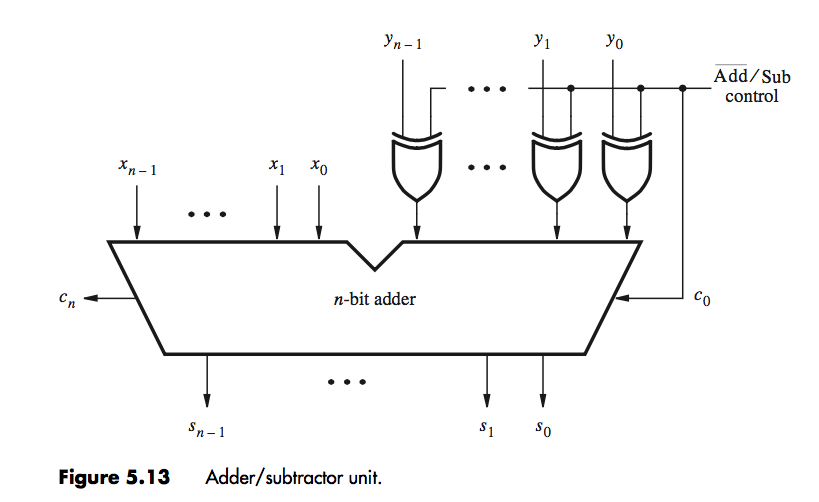 yn – 1 y1 y0
Add/Sub
control
xn – 1 x1 x0
cn n-bit adder c0
sn – 1 s1 s0
Figure 5.13 Adder/subtractor unit.